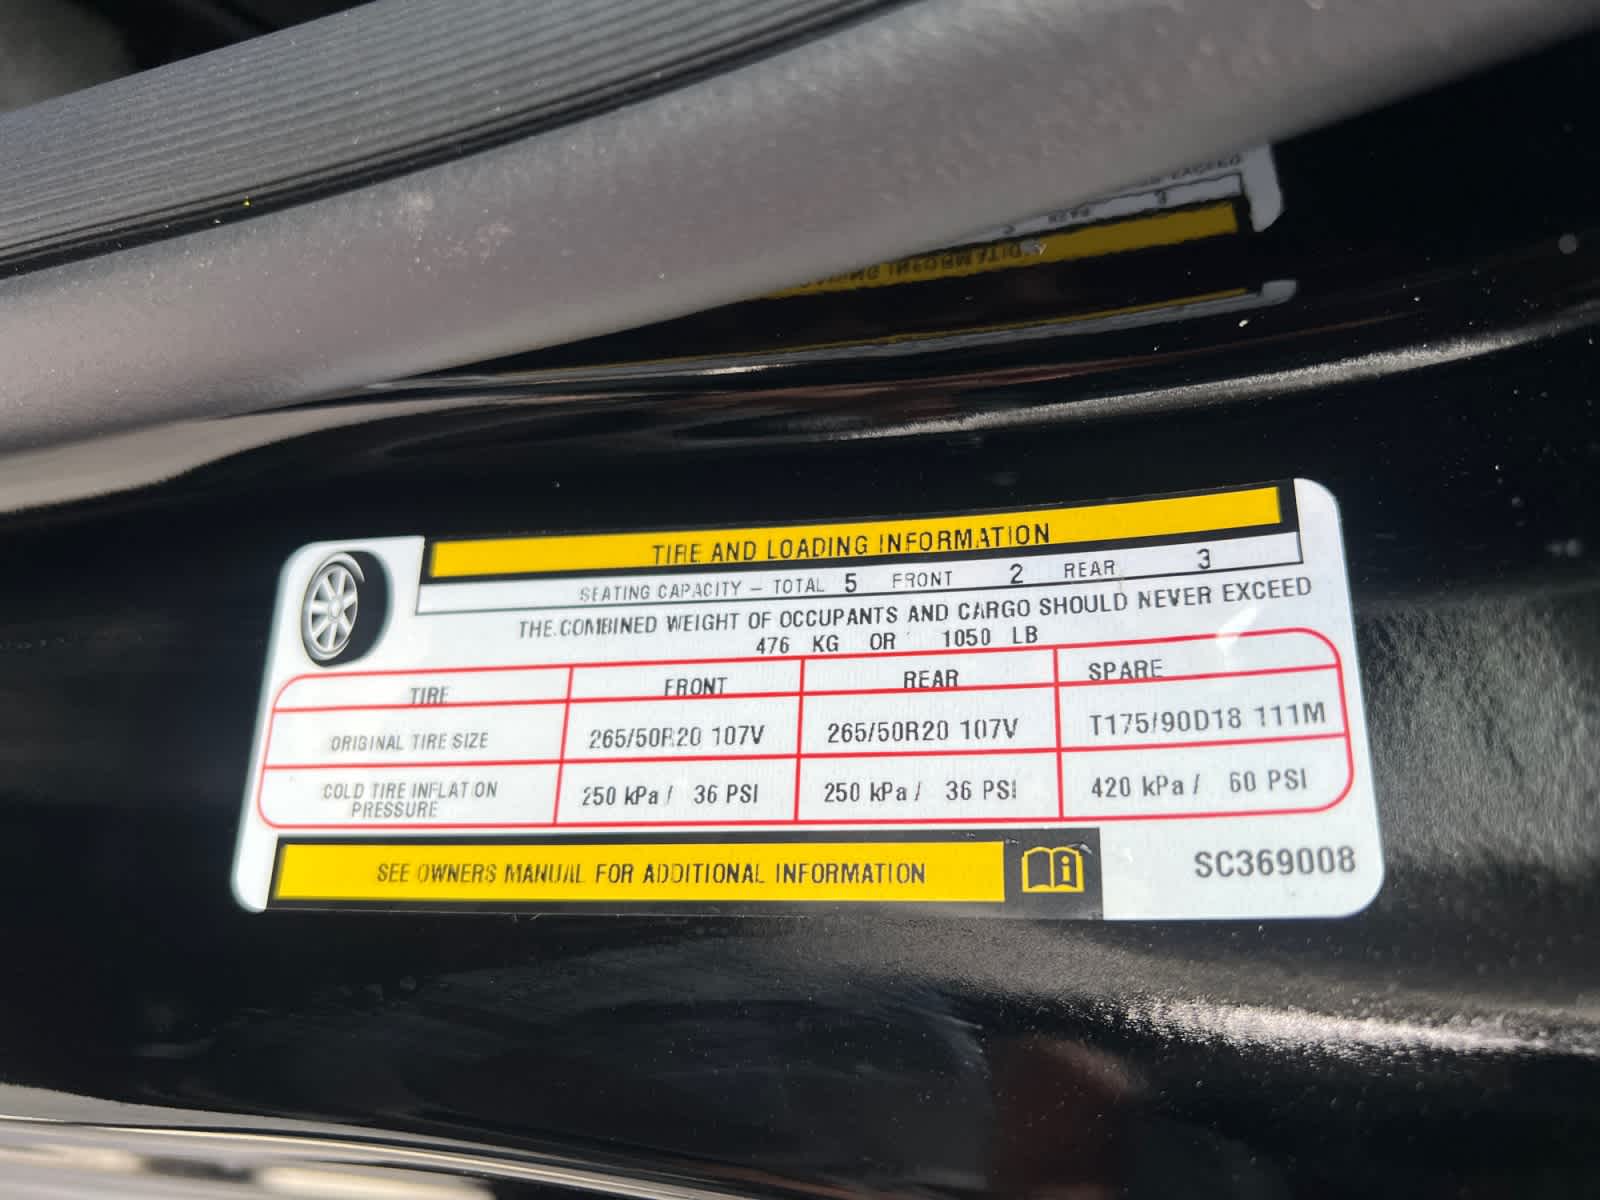 TIRE AND LOADING INFORMATION
SEATING CAPACITY – TOTAL 5 FRONT 2 REAR 3
THE COMBINED WEIGHT OF OCCUPANTS AND CARGO SHOULD NEVER EXCEED
476 KG OR 1050 LB
TIRE FRONT REAR SPARE
ORIGINAL TIRE SIZE 265/50R20 107V 265/50R20 107V T175/90D18 111M
COLD TIRE INFLATION PRESSURE 250 kPa / 36 PSI 250 kPa / 36 PSI 420 kPa / 60 PSI
SEE OWNERS MANUAL FOR ADDITIONAL INFORMATION
SC369008